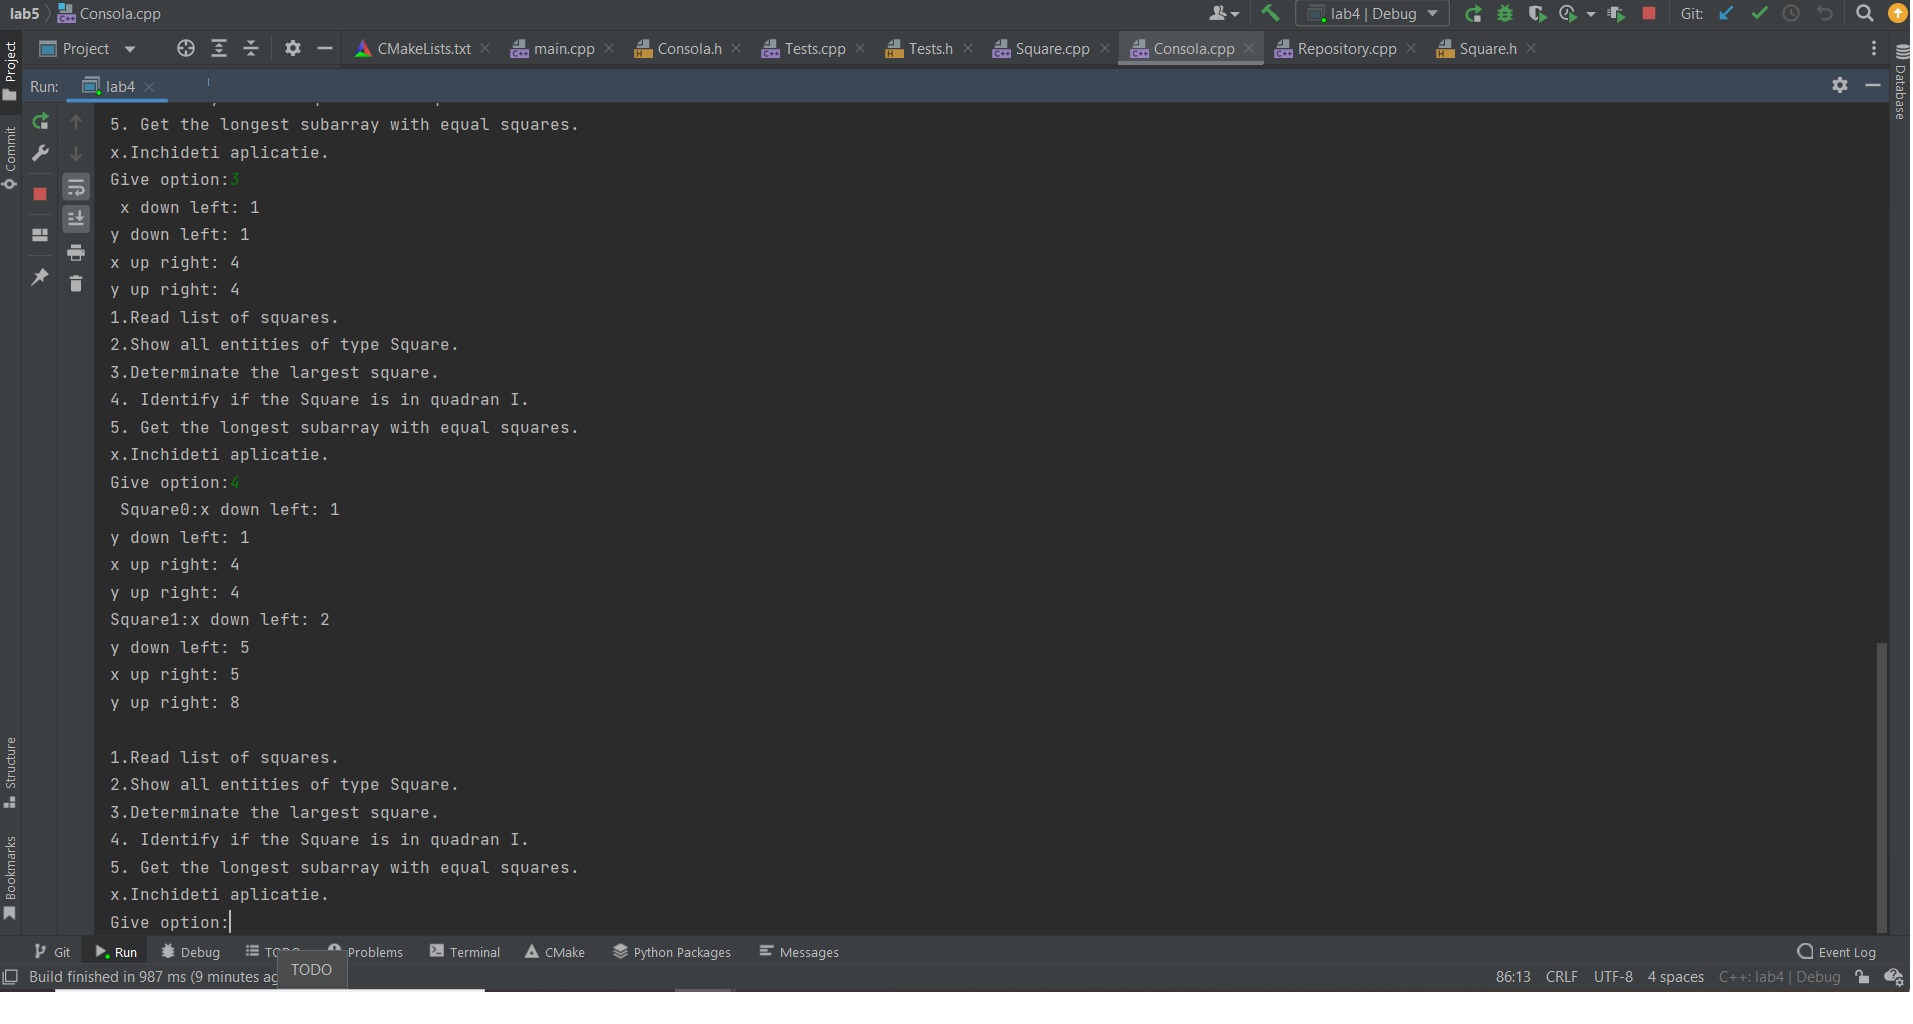 lab5 Consola.cpp lab4 | Debug Git:
Project CMakeLists.txt main.cpp Consola.h Tests.cpp Tests.h Square.cpp Consola.cpp Repository.cpp Square.h
Run: lab4
Project
Commit
Structure
Bookmarks
Database
5. Get the longest subarray with equal squares.
x.Inchideti aplicatie.
Give option:3
x down left: 1
y down left: 1
x up right: 4
y up right: 4
1.Read list of squares.
2.Show all entities of type Square.
3.Determinate the largest square.
4. Identify if the Square is in quadran I.
5. Get the longest subarray with equal squares.
x.Inchideti aplicatie.
Give option:4
Square0:x down left: 1
y down left: 1
x up right: 4
y up right: 4
Square1:x down left: 2
y down left: 5
x up right: 5
y up right: 8
1.Read list of squares.
2.Show all entities of type Square.
3.Determinate the largest square.
4. Identify if the Square is in quadran I.
5. Get the longest subarray with equal squares.
x.Inchideti aplicatie.
Give option:
Git Run Debug TODO Problems Terminal CMake Python Packages Messages Event Log
TODO
Build finished in 987 ms (9 minutes ag 86:13 CRLF UTF-8 4 spaces C++: lab4 | Debug